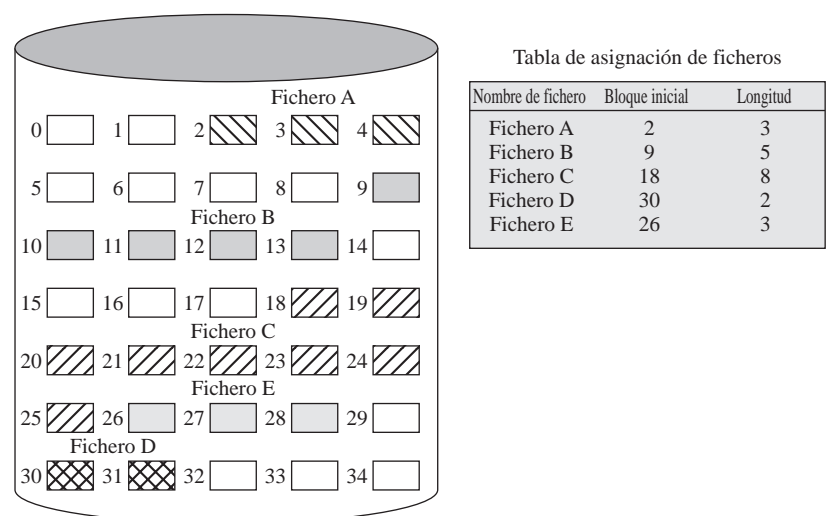 Fichero A
0 1 2 3 4
5 6 7 8 9
Fichero B
10 11 12 13 14
15 16 17 18 19
Fichero C
20 21 22 23 24
Fichero E
25 26 27 28 29
Fichero D
30 31 32 33 34
Tabla de asignación de ficheros
Nombre de fichero Bloque inicial Longitud
Fichero A 2 3
Fichero B 9 5
Fichero C 18 8
Fichero D 30 2
Fichero E 26 3